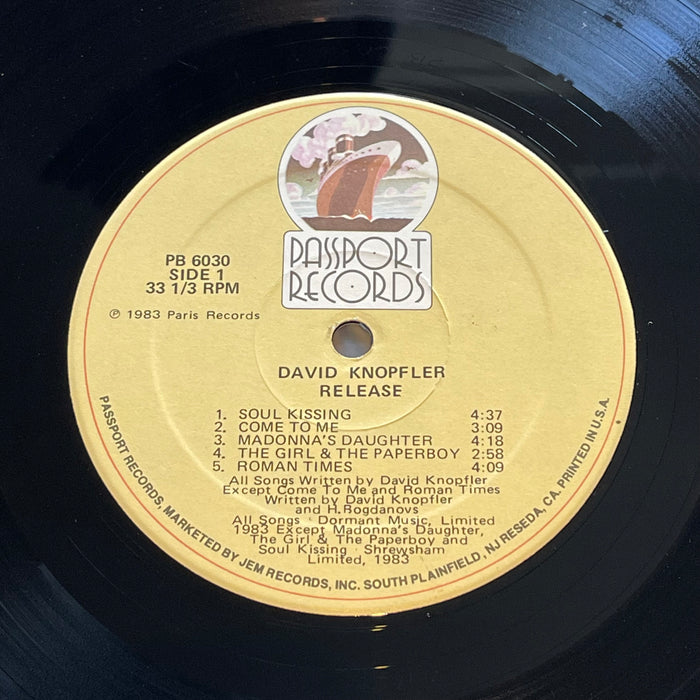 PASSPORT
RECORDS
PB 6030
SIDE 1
33 1/3 RPM
℗ 1983 Paris Records
DAVID KNOPFLER
RELEASE
1. SOUL KISSING 4:37
2. COME TO ME 3:09
3. MADONNA'S DAUGHTER 4:18
4. THE GIRL & THE PAPERBOY 2:58
5. ROMAN TIMES 4:09
All Songs Written by David Knopfler
Except Come To Me and Roman Times
Written by David Knopfler
and H.Bogdanovs
All Songs · Dormant Music, Limited
1983 Except Madonna's Daughter,
The Girl & The Paperboy and
Soul Kissing · Shrewsham
Limited, 1983
PASSPORT RECORDS, MARKETED BY JEM RECORDS, INC. SOUTH PLAINFIELD, NJ RESEDA, CA. PRINTED IN U.S.A.